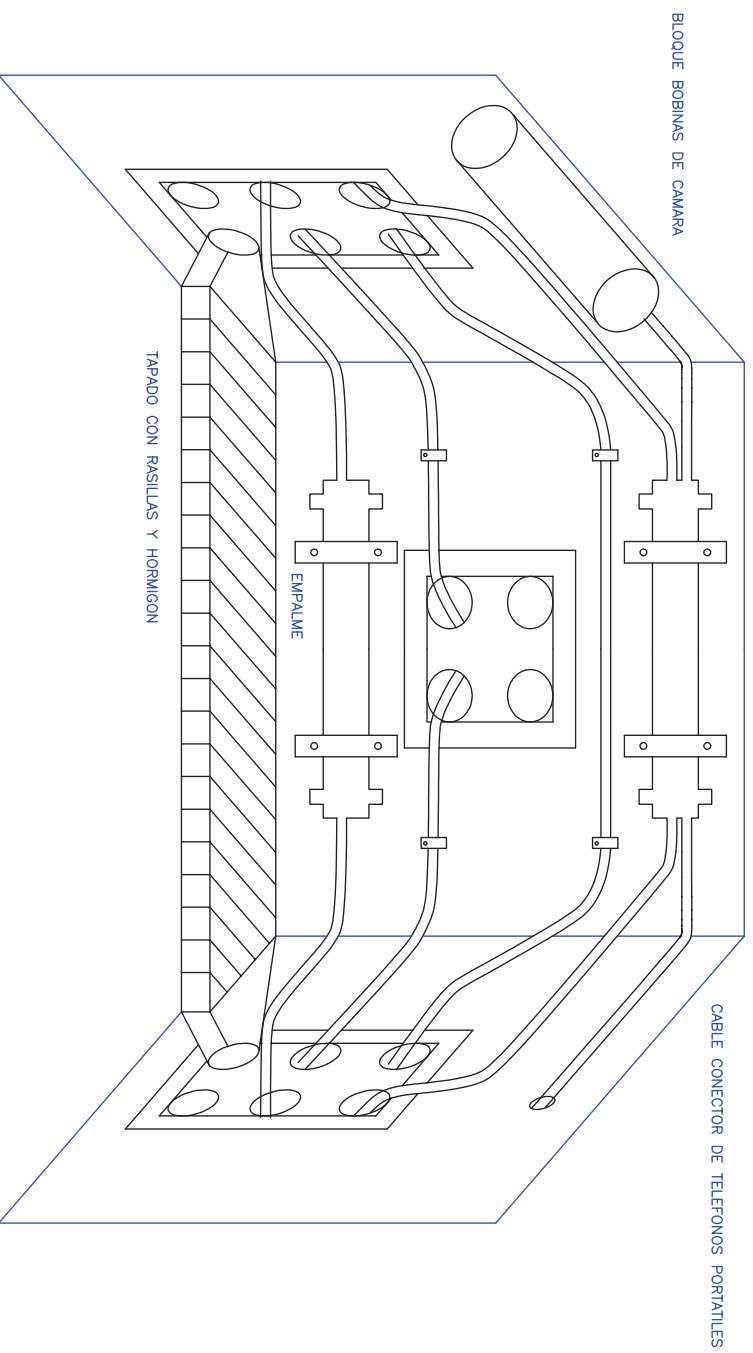 BLOQUE BOBINAS DE CAMARA
CABLE CONECTOR DE TELEFONOS PORTATILES
EMPALME
TAPADO CON RASILLAS Y HORMIGON